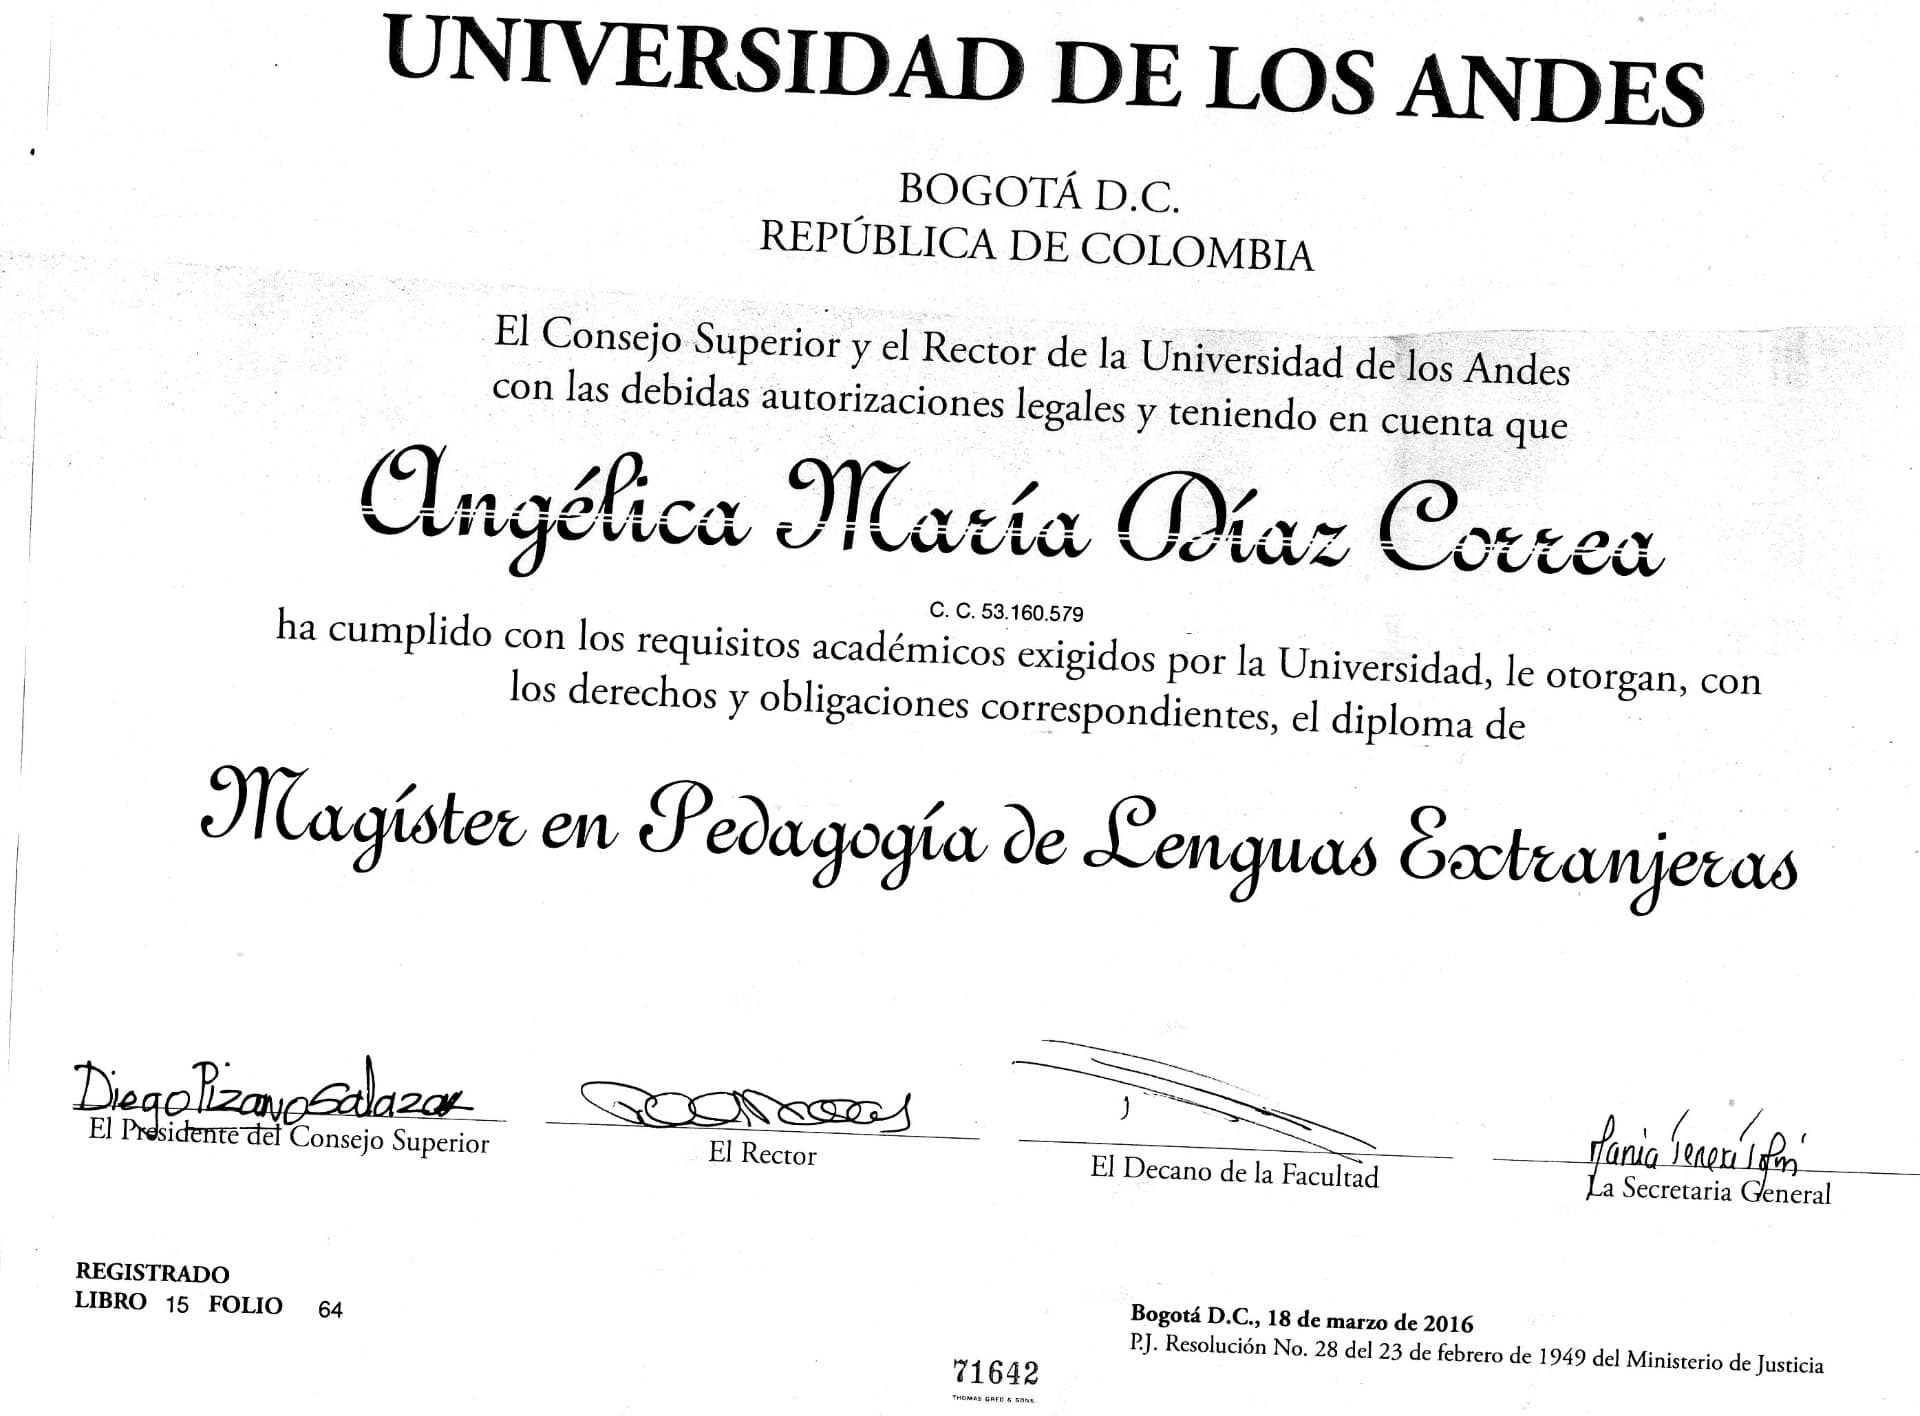 UNIVERSIDAD DE LOS ANDES
BOGOTÁ D.C.
REPÚBLICA DE COLOMBIA
El Consejo Superior y el Rector de la Universidad de los Andes
con las debidas autorizaciones legales y teniendo en cuenta que
Angélica María Díaz Correa
C. C. 53.160.579
ha cumplido con los requisitos académicos exigidos por la Universidad, le otorgan, con
los derechos y obligaciones correspondientes, el diploma de
Magíster en Pedagogía de Lenguas Extranjeras
Diego Pizano Salazar
El Presidente del Consejo Superior
El Rector
El Decano de la Facultad
La Secretaria General
REGISTRADO
LIBRO 15 FOLIO 64
Bogotá D.C., 18 de marzo de 2016
P.J. Resolución No. 28 del 23 de febrero de 1949 del Ministerio de Justicia
71642
THOMAS GREG & SONS